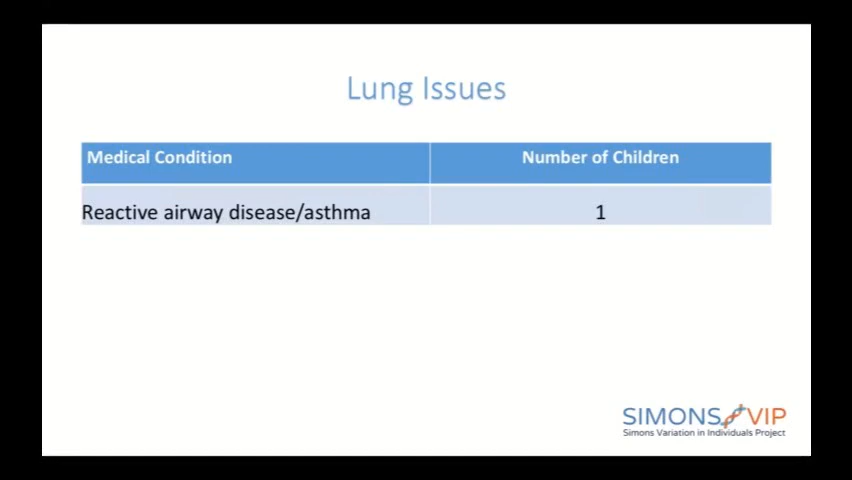 Lung Issues
Medical Condition Number of Children
Reactive airway disease/asthma 1
SIMONS VIP
Simons Variation in Individuals Project